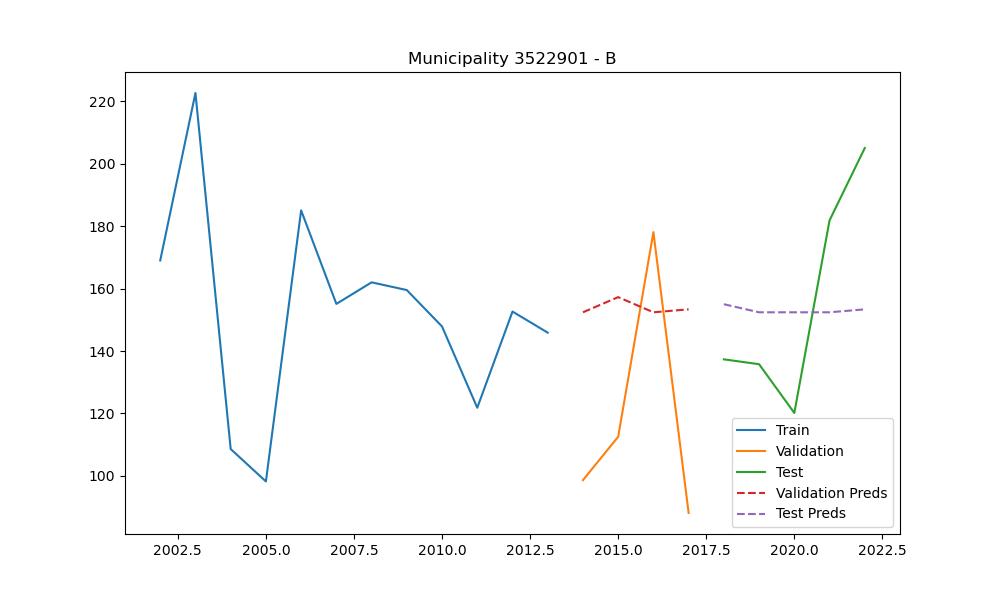 Municipality 3522901 - B
220
200
180
160
140
120
100
2002.5 2005.0 2007.5 2010.0 2012.5 2015.0 2017.5 2020.0 2022.5
Train
Validation
Test
Validation Preds
Test Preds